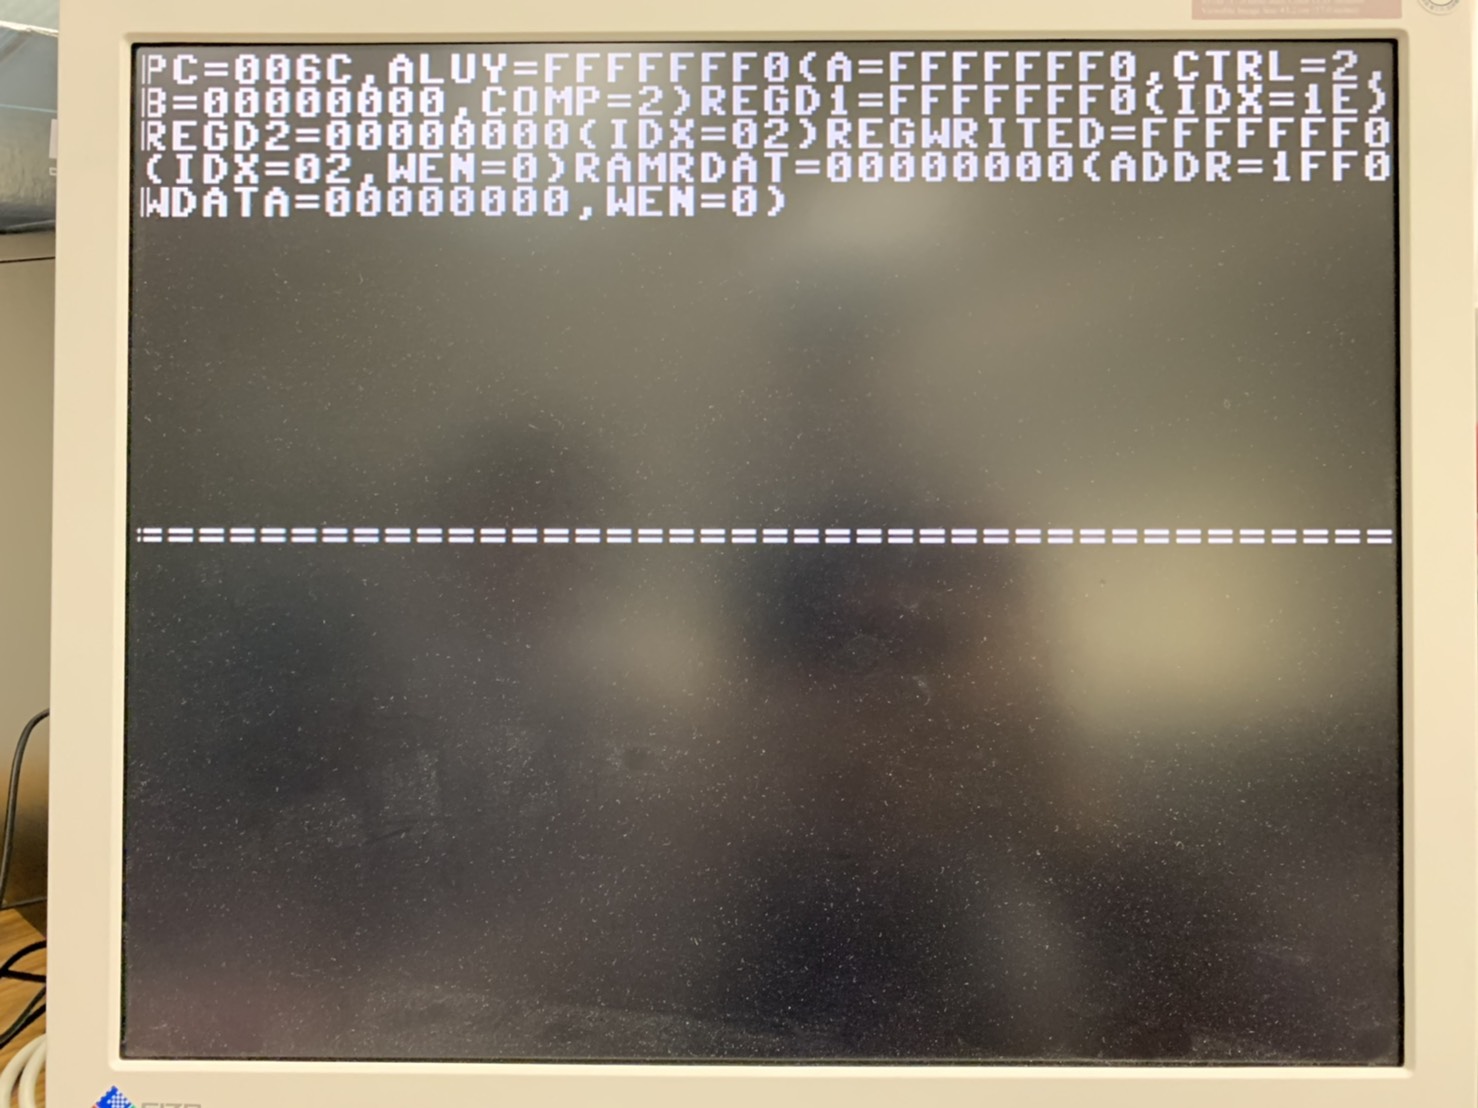 PC=006C,ALUY=FFFFFFF0(A=FFFFFFF0,CTRL=2,
B=00000000,COMP=2)REGD1=FFFFFFF0(IDX=1E)
REGD2=00000000(IDX=02)REGWRITED=FFFFFFF0
(IDX=02,WEN=0)RAMRDAT=00000000(ADDR=1FF0
WDATA=00000000,WEN=0)
========================================